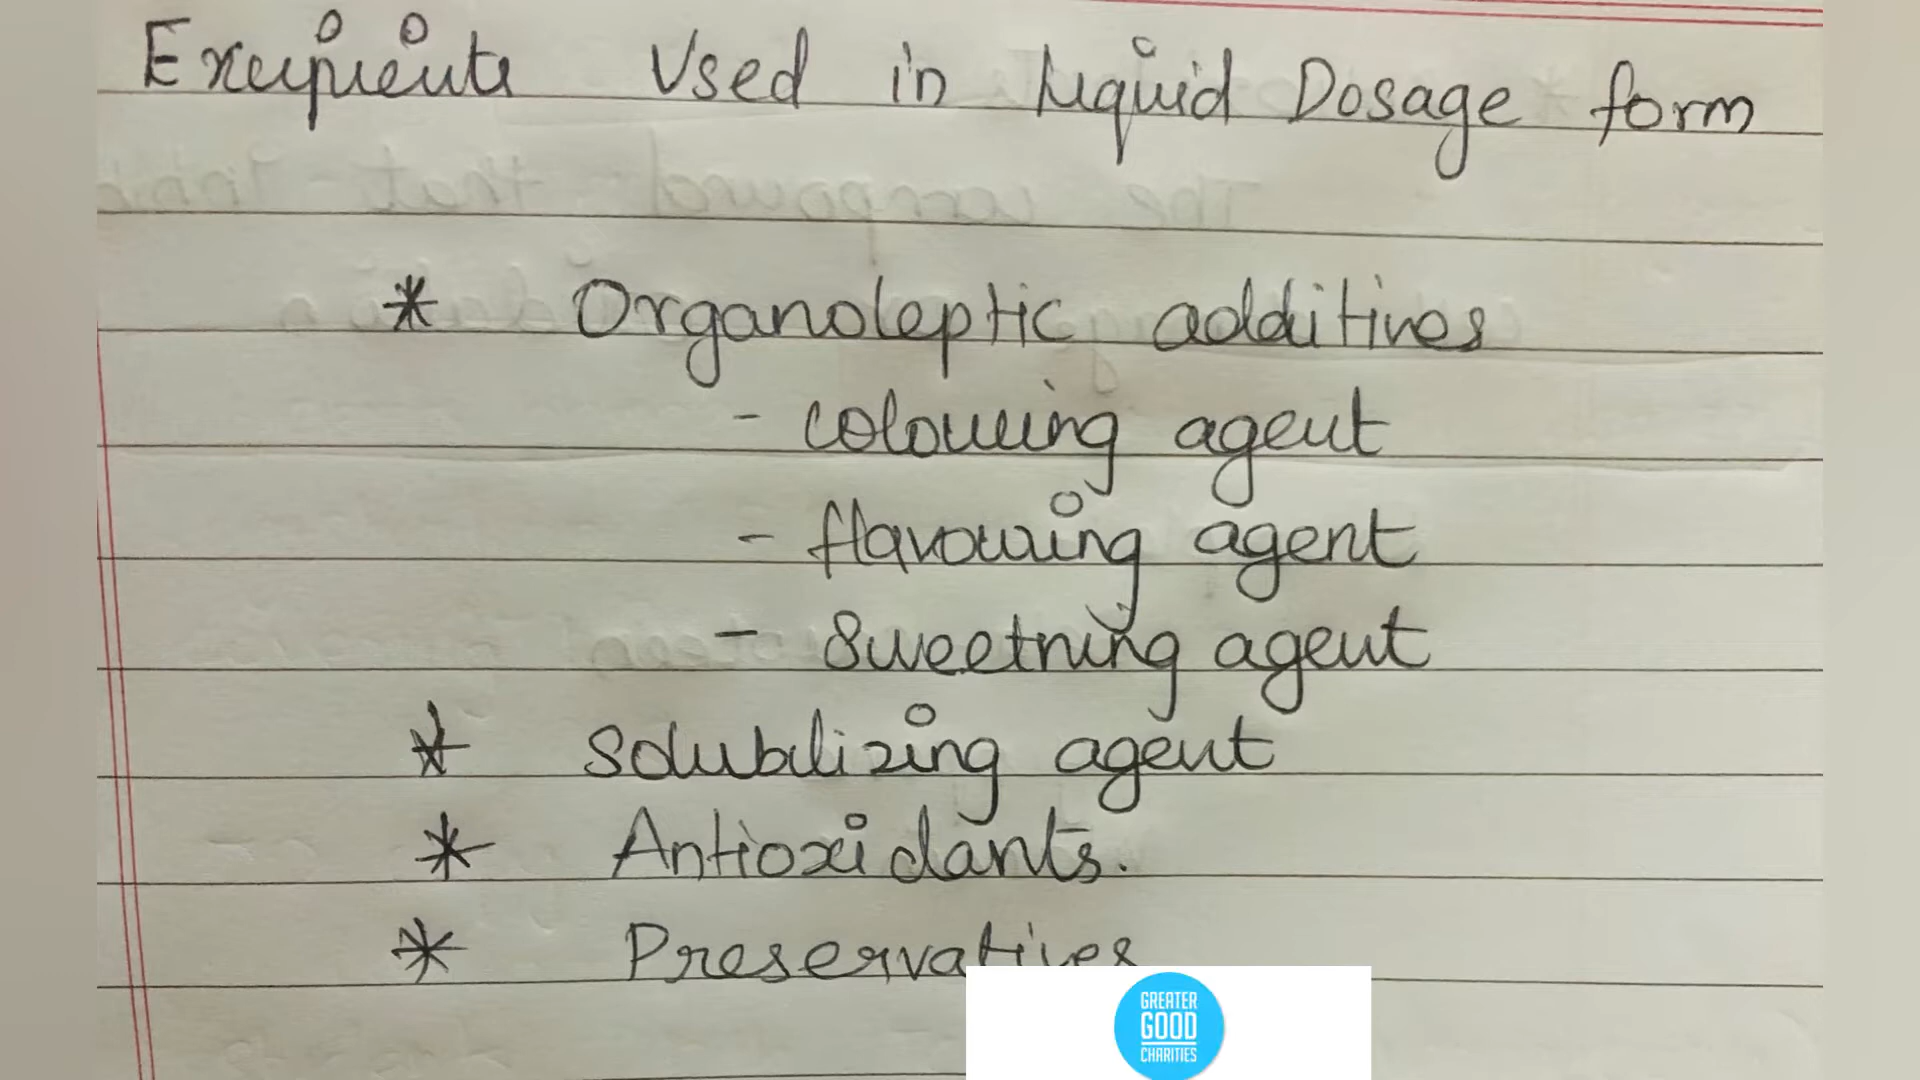 Excipients Used in Liquid Dosage form
* Organoleptic additives
- colouring agent
- flavouring agent
- Sweetning agent
* Solubilizing agent
* Antioxidants.
* Preservatives
GREATER
GOOD
CHARITIES